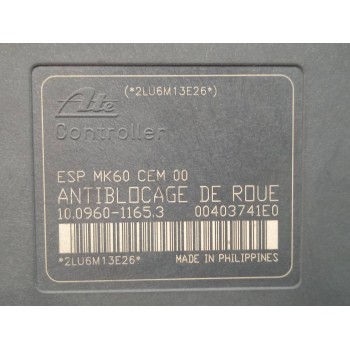 (*2LU6M13E26*)
Ate
Controller
ESP MK60 CEM 00
ANTIBLOCAGE DE ROUE
10.0960-1165.3 00403741E0
*2LU6M13E26* MADE IN PHILIPPINES